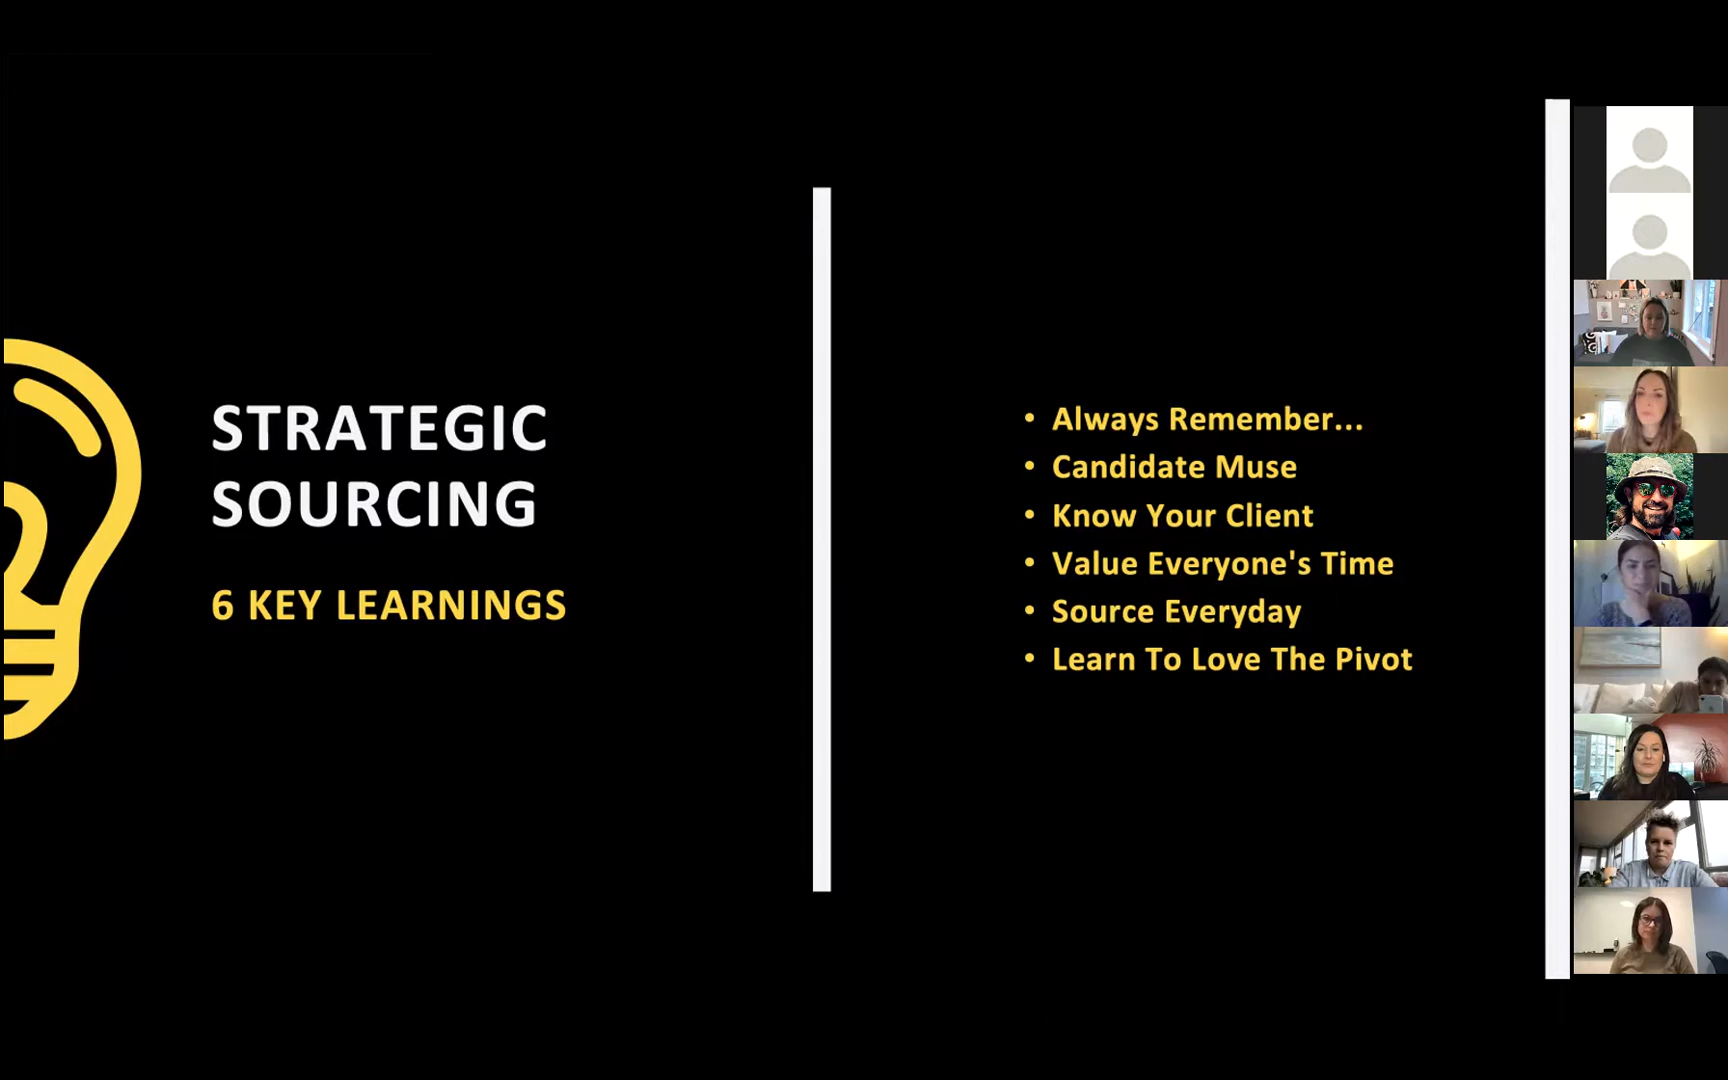 STRATEGIC
SOURCING
6 KEY LEARNINGS
• Always Remember...
• Candidate Muse
• Know Your Client
• Value Everyone's Time
• Source Everyday
• Learn To Love The Pivot